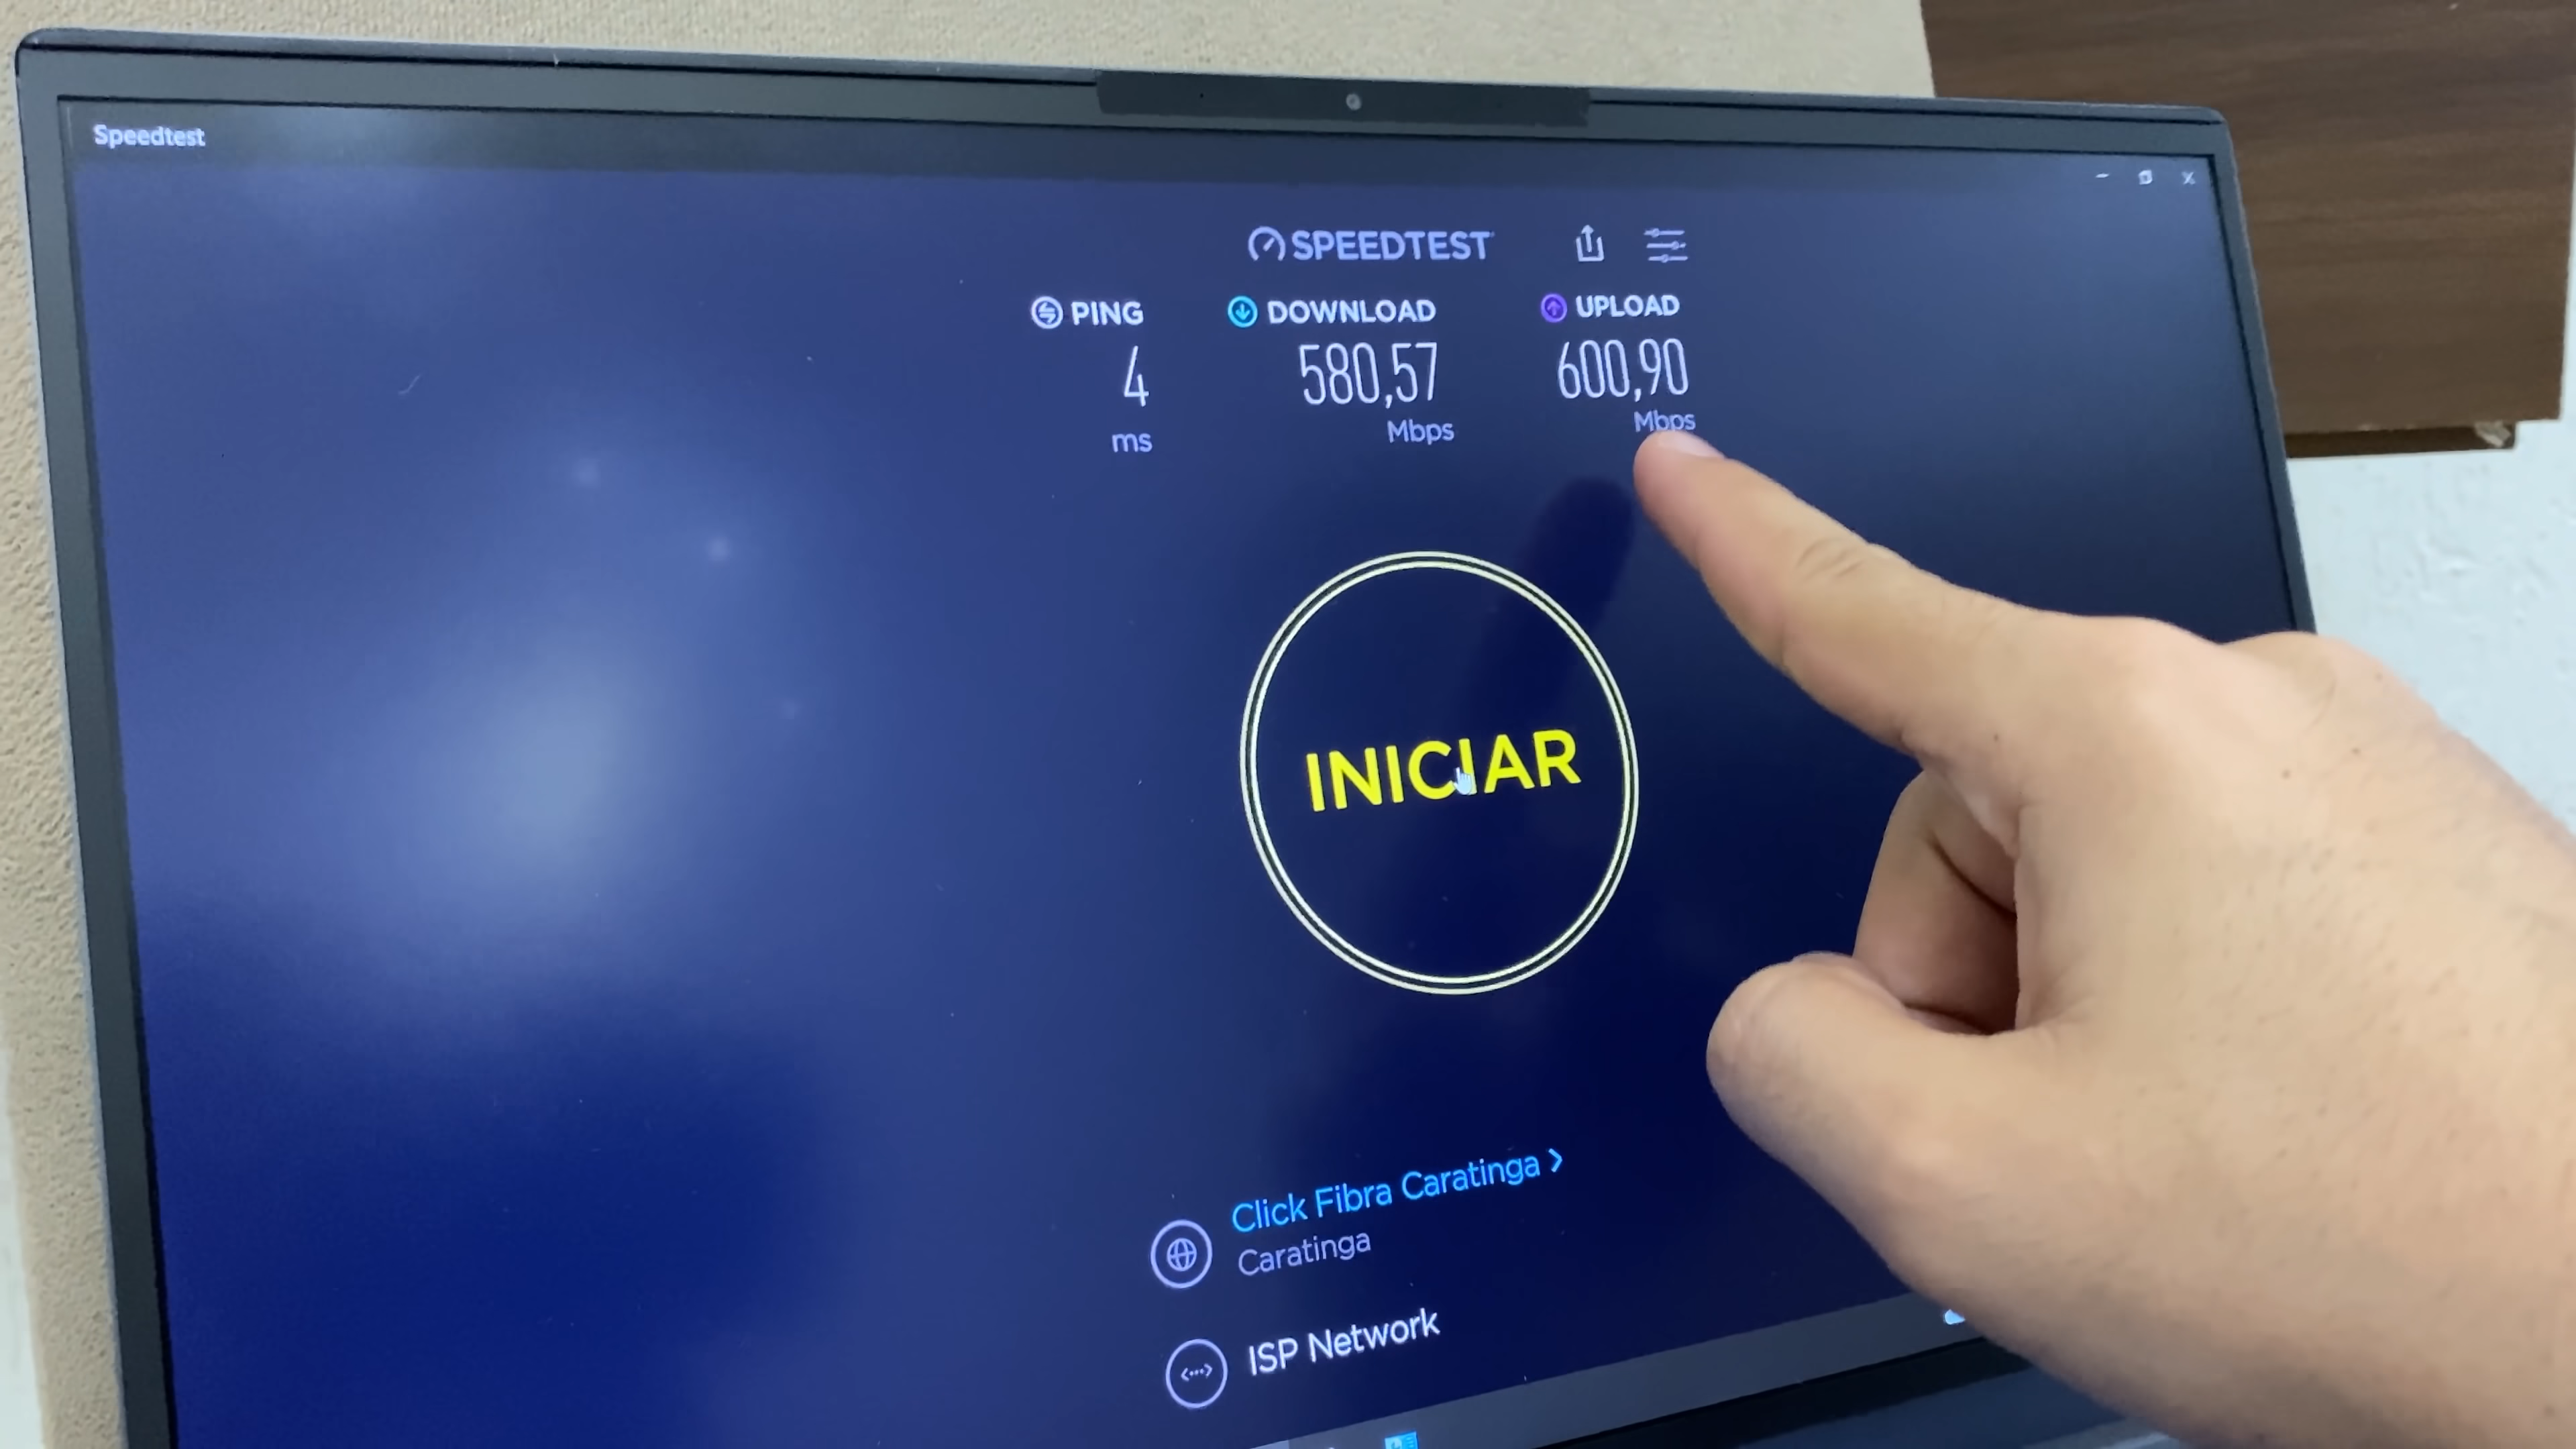 Speedtest
SPEEDTEST
PING
DOWNLOAD
UPLOAD
4
580,57
600,90
ms
Mbps
Mbps
INICIAR
Click Fibra Caratinga >
Caratinga
ISP Network